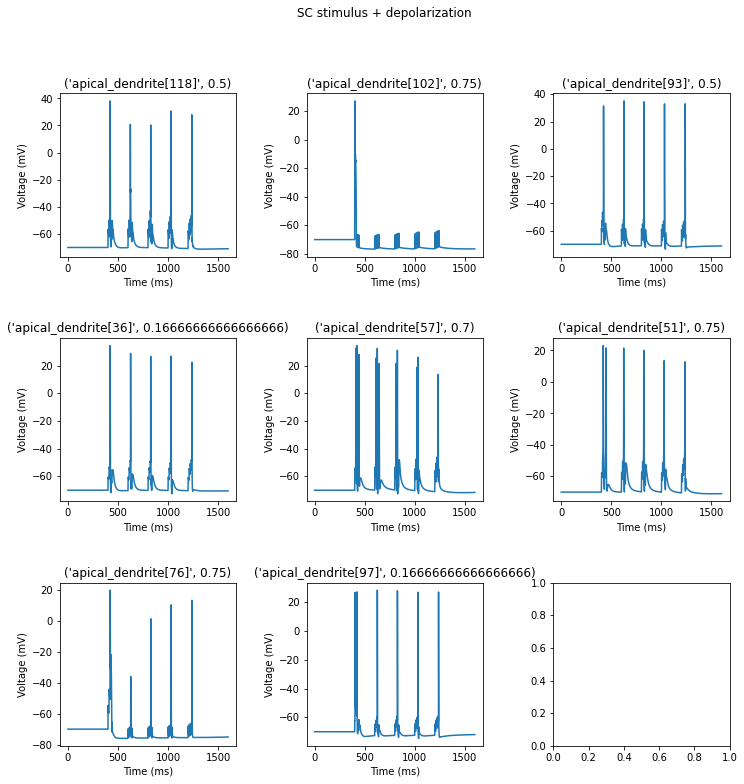 SC stimulus + depolarization
('apical_dendrite[118]', 0.5)
('apical_dendrite[102]', 0.75)
('apical_dendrite[93]', 0.5)
40
20
0
−20
−40
−60
Voltage (mV)
0 500 1000 1500
Time (ms)
20
0
−20
−40
−60
−80
Voltage (mV)
0 500 1000 1500
Time (ms)
40
20
0
−20
−40
−60
Voltage (mV)
0 500 1000 1500
Time (ms)
('apical_dendrite[36]', 0.16666666666666666)
('apical_dendrite[57]', 0.7)
('apical_dendrite[51]', 0.75)
20
0
−20
−40
−60
Voltage (mV)
0 500 1000 1500
Time (ms)
20
0
−20
−40
−60
Voltage (mV)
0 500 1000 1500
Time (ms)
20
0
−20
−40
−60
Voltage (mV)
0 500 1000 1500
Time (ms)
('apical_dendrite[76]', 0.75)
('apical_dendrite[97]', 0.16666666666666666)
20
0
−20
−40
−60
−80
Voltage (mV)
0 500 1000 1500
Time (ms)
20
0
−20
−40
−60
Voltage (mV)
0 500 1000 1500
Time (ms)
1.0
0.8
0.6
0.4
0.2
0.0
0.0 0.2 0.4 0.6 0.8 1.0